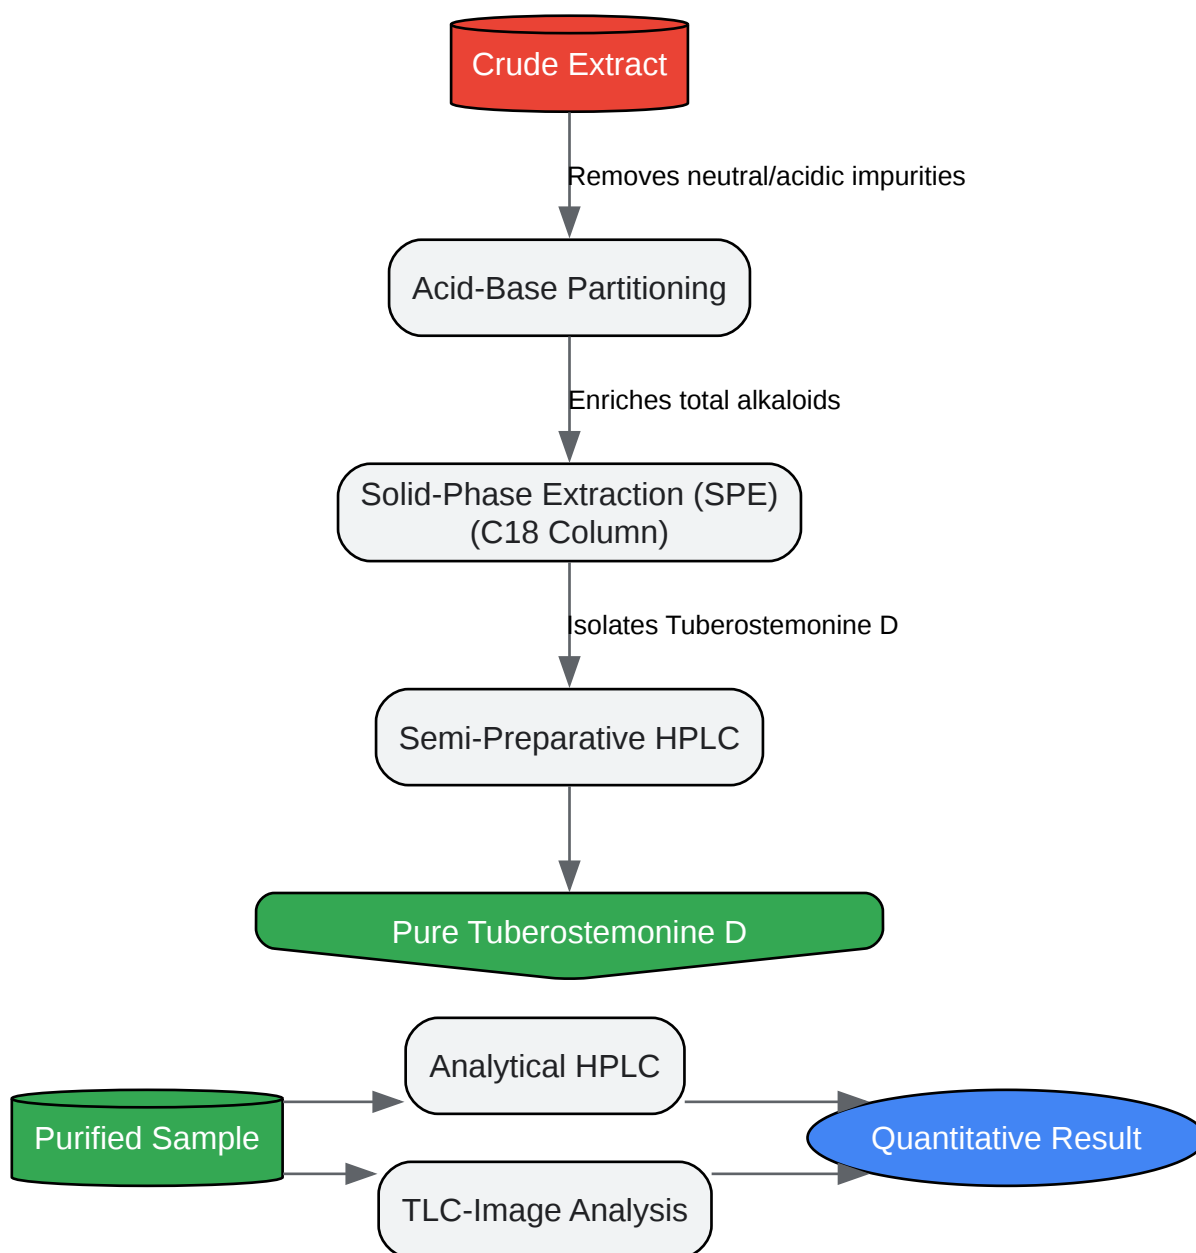 Crude Extract
Removes neutral/acidic impurities
Acid-Base Partitioning
Enriches total alkaloids
Solid-Phase Extraction (SPE)
(C18 Column)
Isolates Tuberostemonine D
Semi-Preparative HPLC
Pure Tuberostemonine D
Analytical HPLC
Purified Sample
Quantitative Result
TLC-Image Analysis